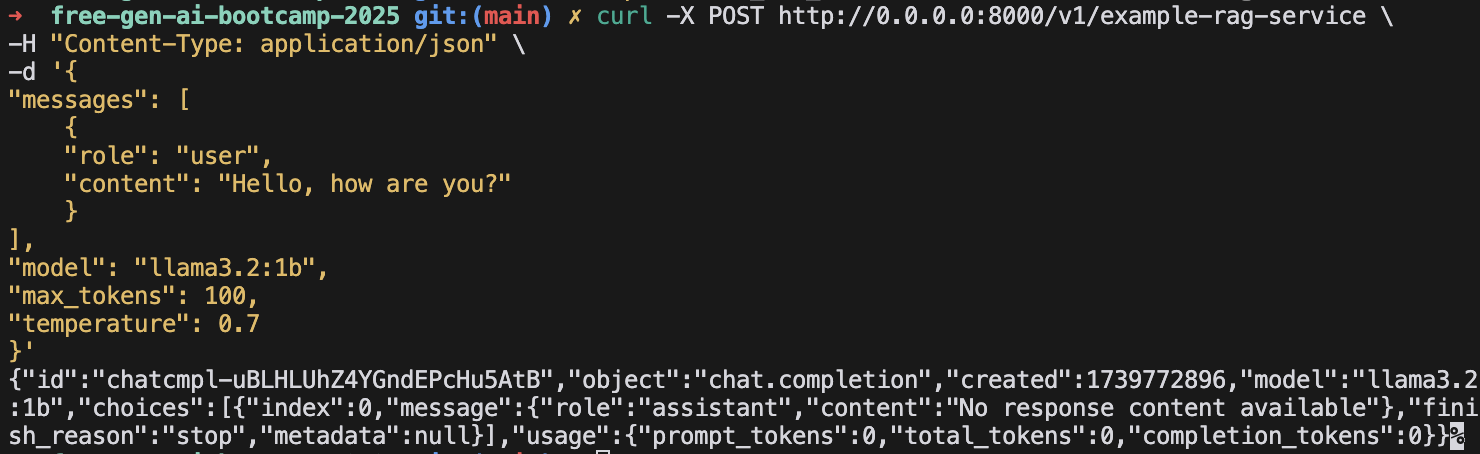 → free-gen-ai-bootcamp-2025 git:(main) ✗ curl -X POST http://0.0.0.0:8000/v1/example-rag-service \
-H "Content-Type: application/json" \
-d '{
"messages": [
    {
    "role": "user",
    "content": "Hello, how are you?"
    }
],
"model": "llama3.2:1b",
"max_tokens": 100,
"temperature": 0.7
}'
{"id":"chatcmpl-uBLHLUhZ4YGndEPcHu5AtB","object":"chat.completion","created":1739772896,"model":"llama3.2
:1b","choices":[{"index":0,"message":{"role":"assistant","content":"No response content available"},"fini
sh_reason":"stop","metadata":null}],"usage":{"prompt_tokens":0,"total_tokens":0,"completion_tokens":0}}%